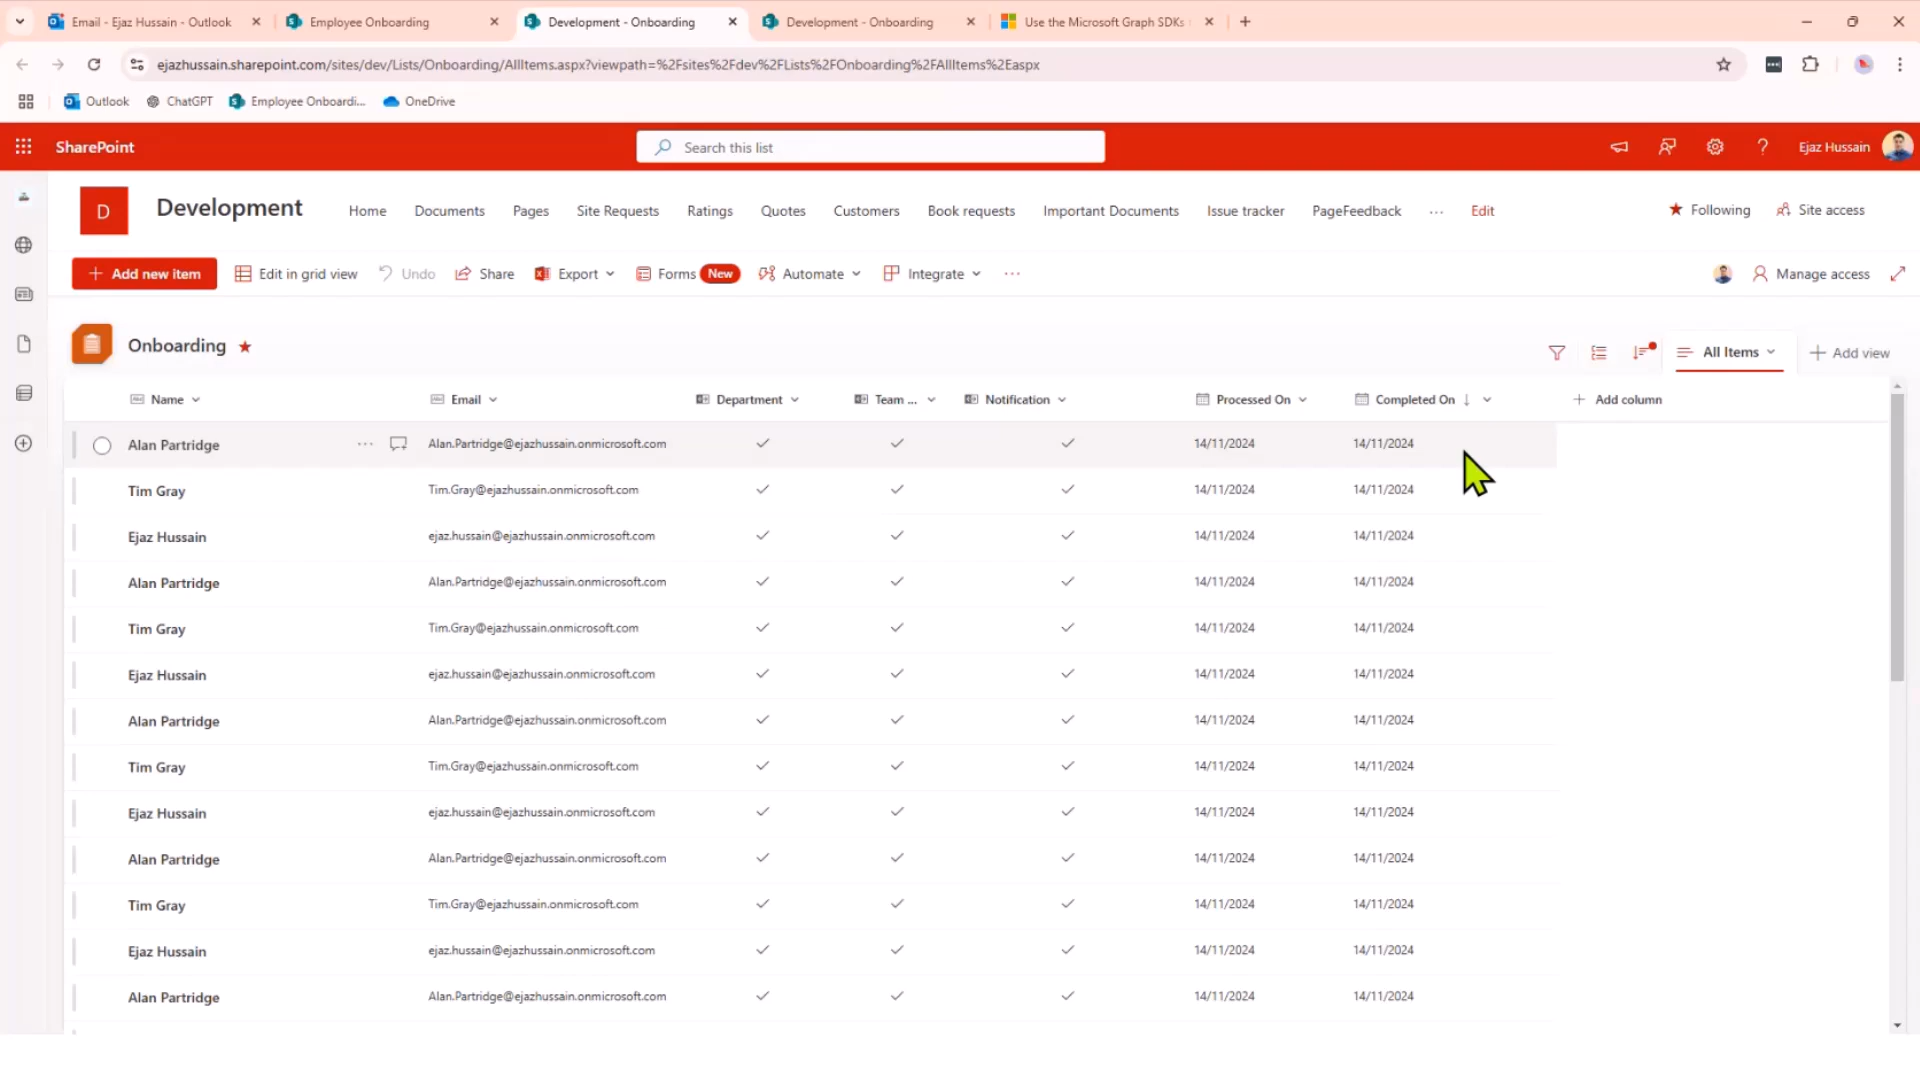 Email - Ejaz Hussain - Outlook
Employee Onboarding
Development - Onboarding
Development - Onboarding
Use the Microsoft Graph SDKs
ejazhussain.sharepoint.com/sites/dev/Lists/Onboarding/AllItems.aspx?viewpath=%2Fsites%2Fdev%2FLists%2FOnboarding%2FAllItems%2Easpx
Outlook ChatGPT Employee Onboardi... OneDrive
SharePoint
Search this list
Ejaz Hussain
D
Development
Home Documents Pages Site Requests Ratings Quotes Customers Book requests Important Documents Issue tracker PageFeedback ... Edit
Following Site access
Add new item Edit in grid view Undo Share Export Forms New Automate Integrate ...
Manage access
Onboarding
All Items Add view
Name Email Department Team ... Notification Processed On Completed On Add column
Alan Partridge Alan.Partridge@ejazhussain.onmicrosoft.com 14/11/2024 14/11/2024
Tim Gray Tim.Gray@ejazhussain.onmicrosoft.com 14/11/2024 14/11/2024
Ejaz Hussain ejaz.hussain@ejazhussain.onmicrosoft.com 14/11/2024 14/11/2024
Alan Partridge Alan.Partridge@ejazhussain.onmicrosoft.com 14/11/2024 14/11/2024
Tim Gray Tim.Gray@ejazhussain.onmicrosoft.com 14/11/2024 14/11/2024
Ejaz Hussain ejaz.hussain@ejazhussain.onmicrosoft.com 14/11/2024 14/11/2024
Alan Partridge Alan.Partridge@ejazhussain.onmicrosoft.com 14/11/2024 14/11/2024
Tim Gray Tim.Gray@ejazhussain.onmicrosoft.com 14/11/2024 14/11/2024
Ejaz Hussain ejaz.hussain@ejazhussain.onmicrosoft.com 14/11/2024 14/11/2024
Alan Partridge Alan.Partridge@ejazhussain.onmicrosoft.com 14/11/2024 14/11/2024
Tim Gray Tim.Gray@ejazhussain.onmicrosoft.com 14/11/2024 14/11/2024
Ejaz Hussain ejaz.hussain@ejazhussain.onmicrosoft.com 14/11/2024 14/11/2024
Alan Partridge Alan.Partridge@ejazhussain.onmicrosoft.com 14/11/2024 14/11/2024